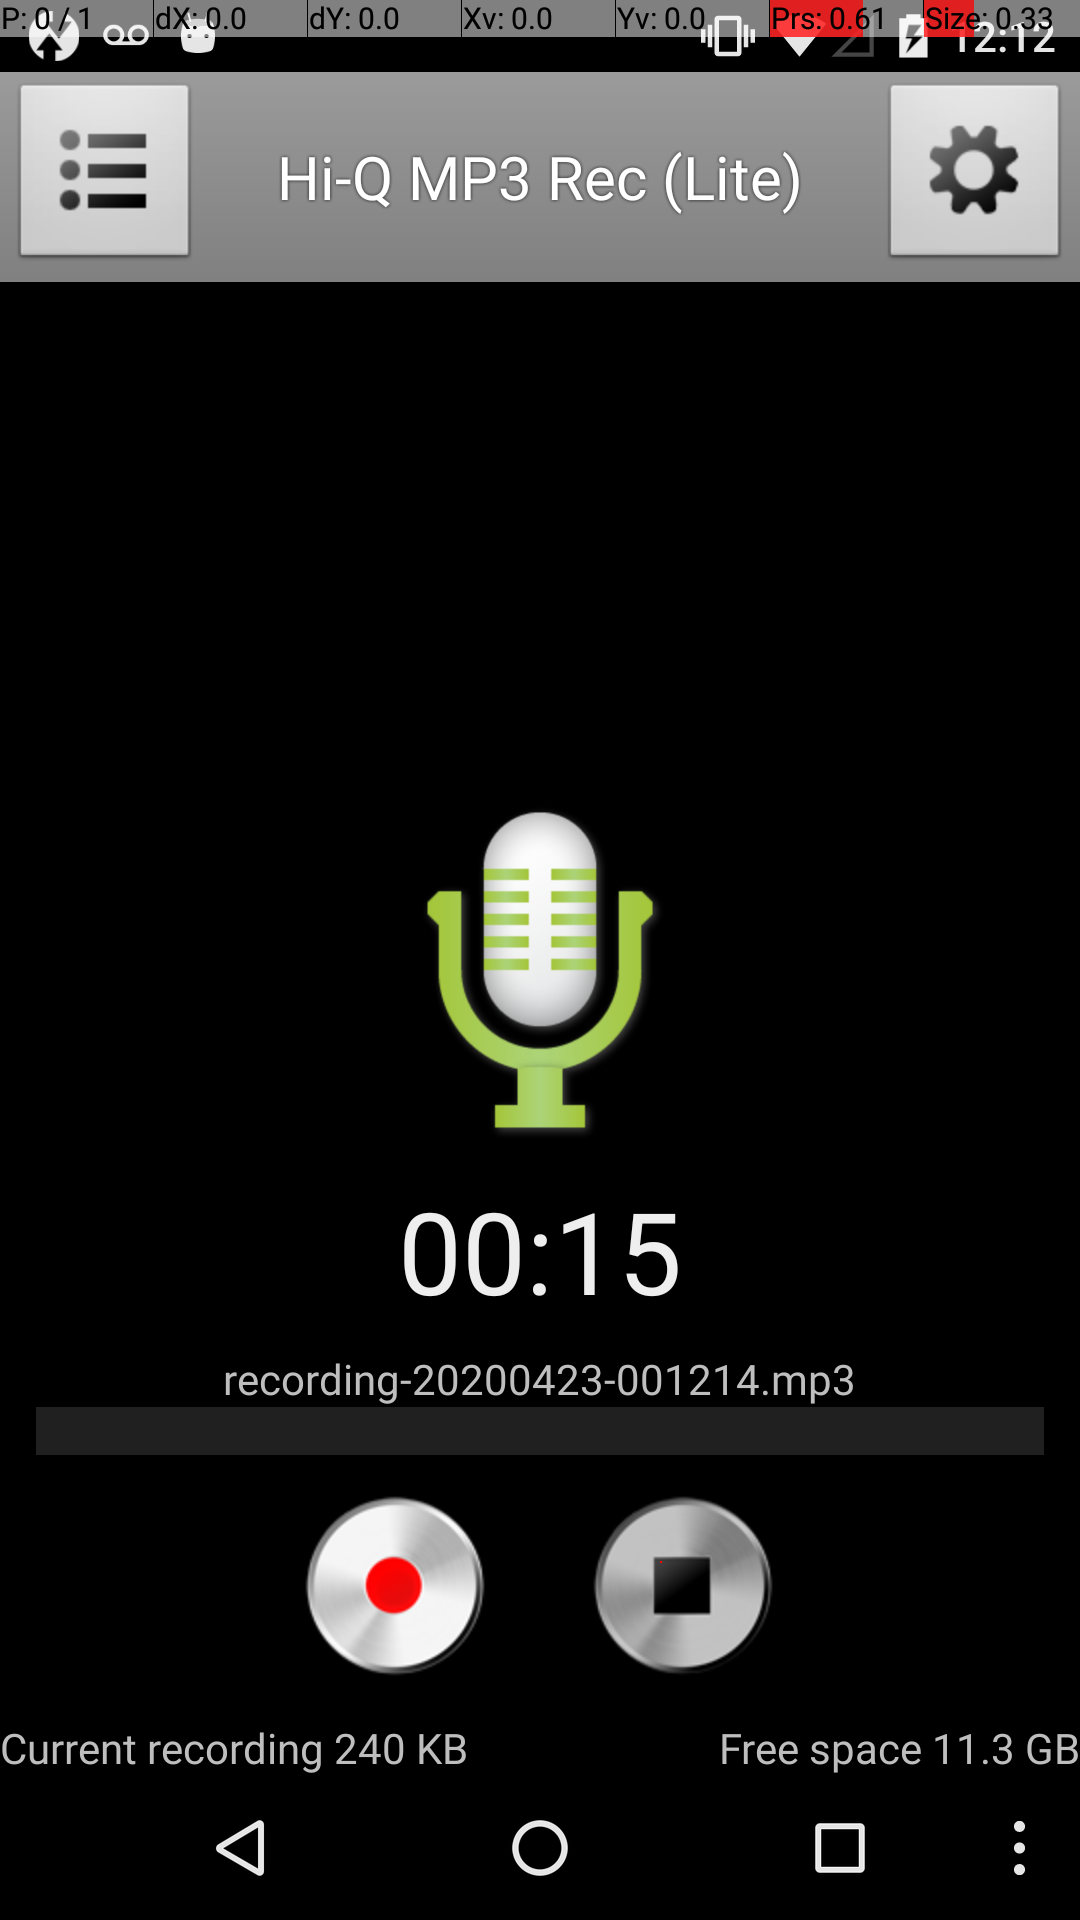 P: 0 / 1 dX: 0.0 dY: 0.0 Xv: 0.0 Yv: 0.0 Prs: 0.61 Size: 0.33
12:12
Hi-Q MP3 Rec (Lite)
00:15
recording-20200423-001214.mp3
Current recording 240 KB
Free space 11.3 GB